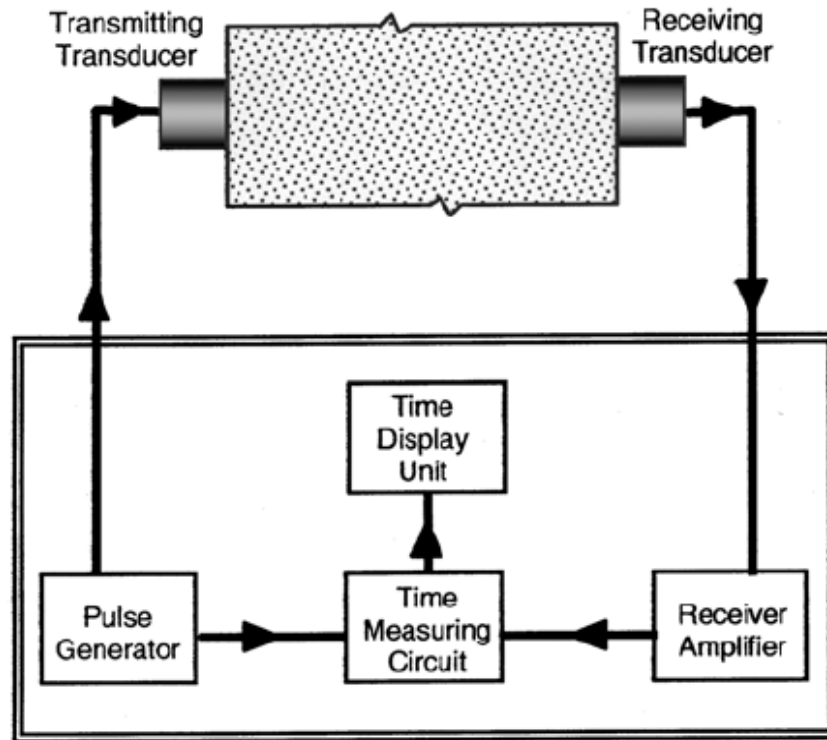 Transmitting
Transducer
Receiving
Transducer
Time
Display
Unit
Pulse
Generator
Time
Measuring
Circuit
Receiver
Amplifier